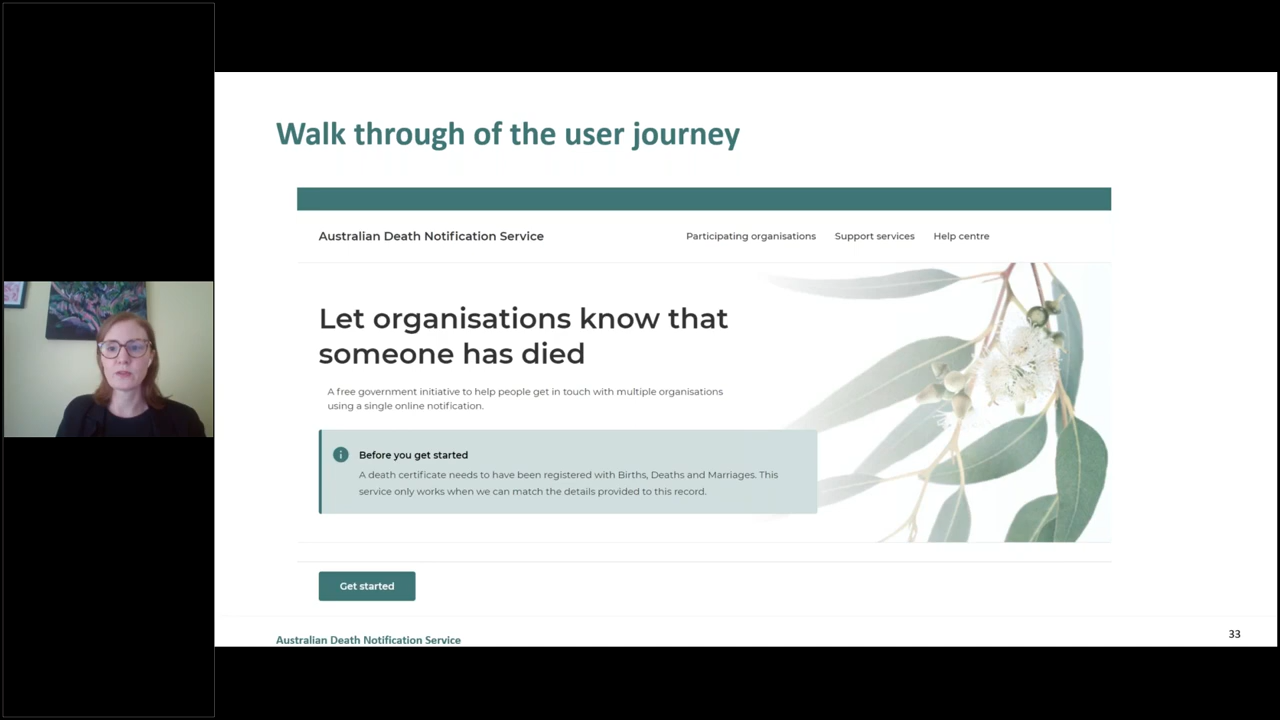 Walk through of the user journey
Australian Death Notification Service
Participating organisations
Support services
Help centre
Let organisations know that
someone has died
A free government initiative to help people get in touch with multiple organisations
using a single online notification.
Before you get started
A death certificate needs to have been registered with Births, Deaths and Marriages. This
service only works when we can match the details provided to this record.
Get started
Australian Death Notification Service
33